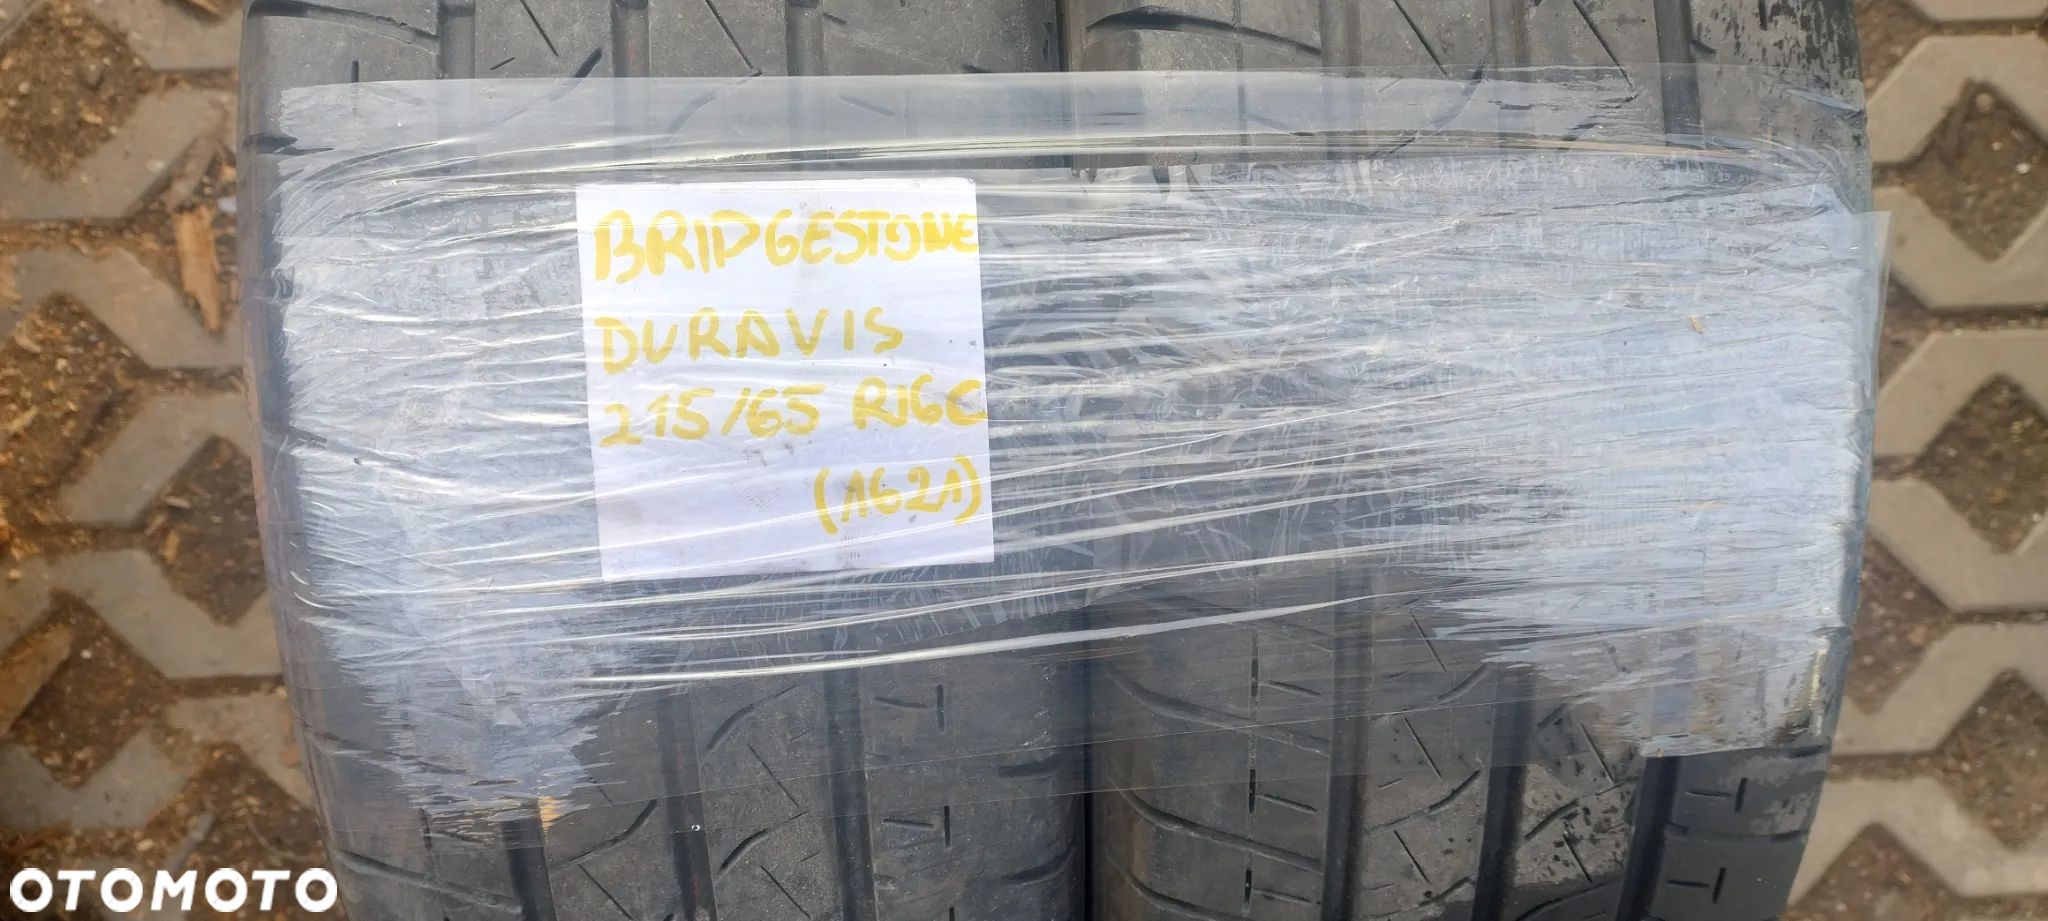 BRIDGESTONE
DURAVIS
215/65 R16C
(1621)
OTOMOTO